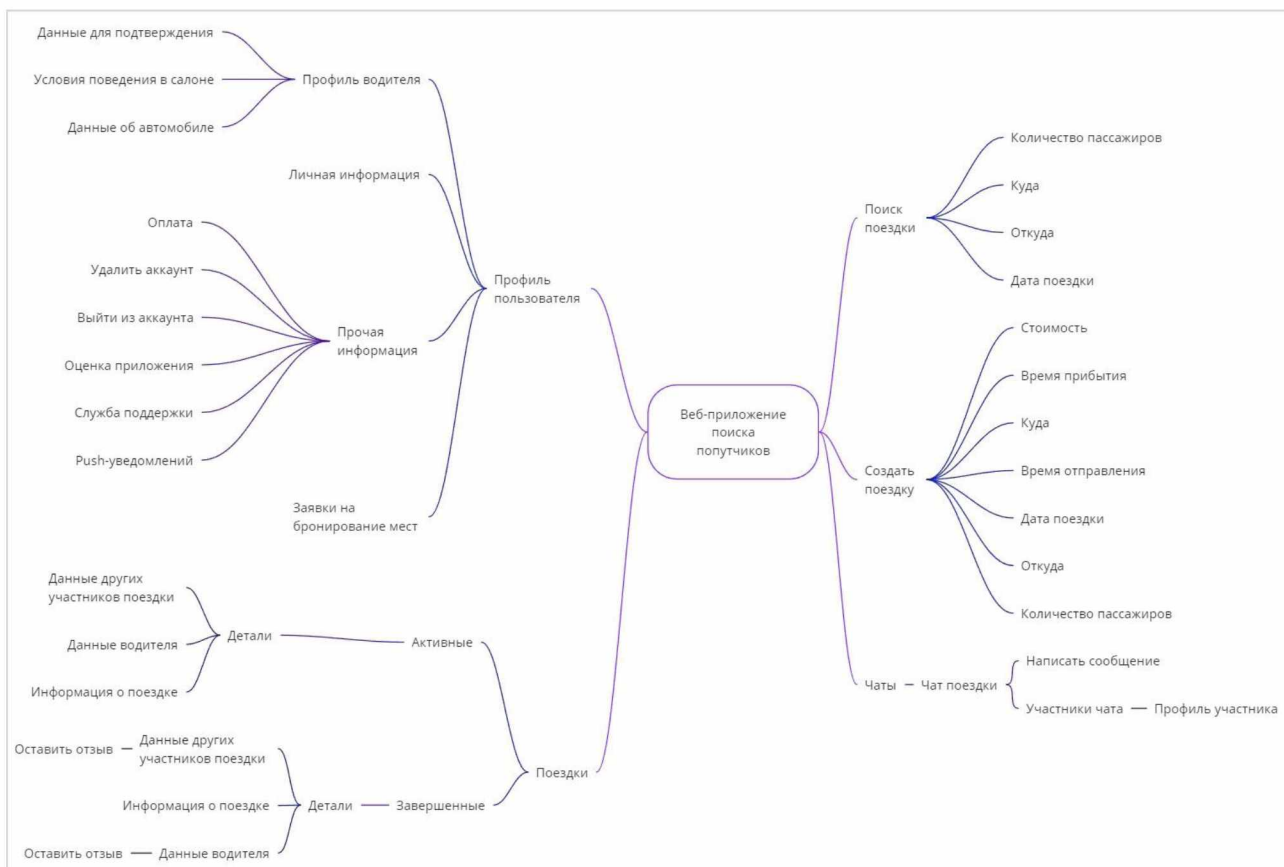 Данные для подтверждения
Условия поведения в салоне
Данные об автомобиле
Профиль водителя
Личная информация
Оплата
Удалить аккаунт
Выйти из аккаунта
Оценка приложения
Служба поддержки
Push-уведомлений
Прочая
информация
Заявки на
бронирование мест
Профиль
пользователя
Данные других
участников поездки
Данные водителя
Информация о поездке
Детали
Активные
Оставить отзыв
Данные других
участников поездки
Информация о поездке
Оставить отзыв
Данные водителя
Детали
Завершенные
Поездки
Веб-приложение
поиска
попутчиков
Поиск
поездки
Количество пассажиров
Куда
Откуда
Дата поездки
Создать
поездку
Стоимость
Время прибытия
Куда
Время отправления
Дата поездки
Откуда
Количество пассажиров
Чаты
Чат поездки
Написать сообщение
Участники чата
Профиль участника